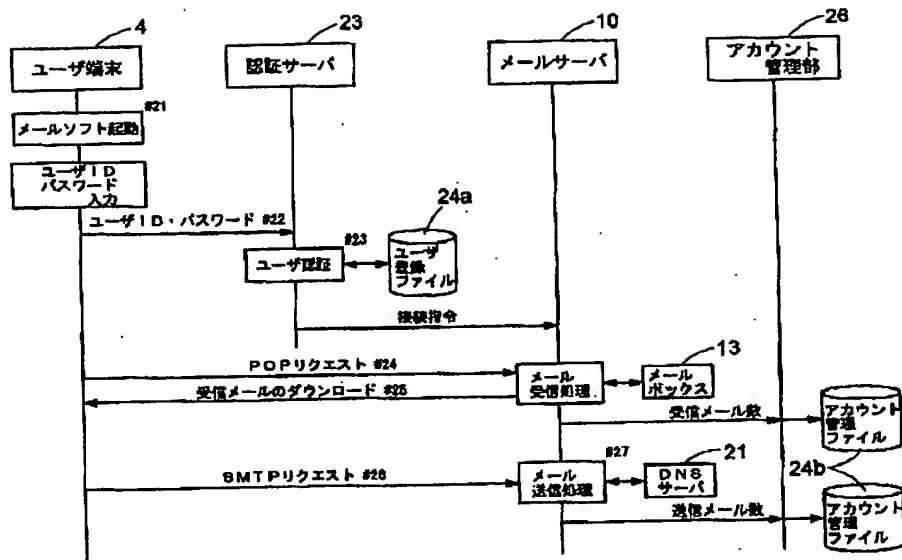 4
23
10
26
ユーザ端末
認証サーバ
メールサーバ
アカウント
管理部
#21
メールソフト起動
ユーザID
パスワード
入力
ユーザID・パスワード #22
24a
#23
ユーザ認証
ユーザ
登録
ファイル
接続指令
POPリクエスト #24
13
メール
受信処理
メール
ボックス
受信メールのダウンロード #25
受信メール数
アカウント
管理
ファイル
#27
21
24b
SMTPリクエスト #26
メール
送信処理
DNS
サーバ
送信メール数
アカウント
管理
ファイル